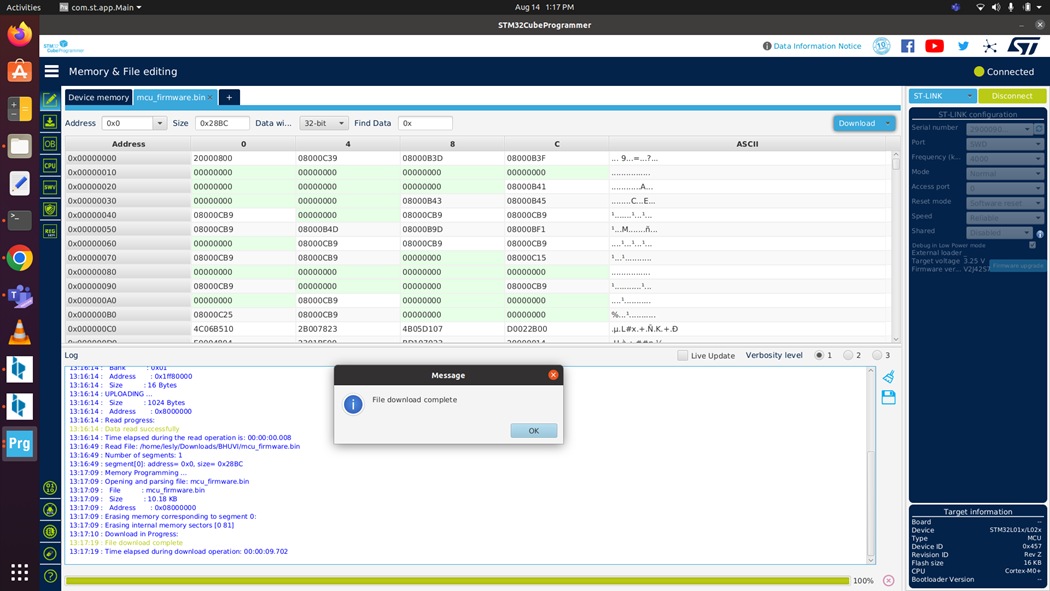 Activities com.st.app.Main Aug 14 1:17 PM
STM32CubeProgrammer
STM32 CubeProgrammer Data Information Notice
Memory & File editing Connected
Device memory mcu_firmware.bin × + ST-LINK Disconnect
Address 0x0 Size 0x28BC Data wi... 32-bit Find Data 0x Download
ST-LINK configuration
Serial number
Port SWD
Frequency (k... 4000
Mode Normal
Access port 0
Reset mode Software reset
Speed Reliable
Shared Disabled
Debug in Low Power mode
External loader _
Target voltage 3.25 V
Firmware ver... V2J42S7 Firmware upgrade
Address 0 4 8 C ASCII
0x00000000 20000800 08000C39 08000B3D 08000B3F ... 9...=...?...
0x00000010 00000000 00000000 00000000 00000000 ................
0x00000020 00000000 00000000 00000000 08000B41 ............A...
0x00000030 00000000 00000000 08000B43 08000B45 ........C...E...
0x00000040 08000CB9 00000000 08000CB9 08000CB9 ¹.......¹...¹...
0x00000050 08000CB9 08000B4D 08000B9D 08000BF1 ¹...M.......ñ...
0x00000060 00000000 08000CB9 08000CB9 08000CB9 ....¹...¹...¹...
0x00000070 08000CB9 08000CB9 00000000 08000C15 ¹...¹...........
0x00000080 00000000 00000000 00000000 00000000 ................
0x00000090 08000CB9 00000000 00000000 08000CB9 ¹...........¹...
0x000000A0 00000000 08000CB9 00000000 00000000 ....¹...........
0x000000B0 08000C25 08000CB9 00000000 00000000 %...¹...........
0x000000C0 4C06B510 2B007823 4B05D107 D0022B00 .µ.L#x.+.Ñ.K.+.Ð
Log Live Update Verbosity level 1 2 3
13:16:14 : Bank : 0x01
13:16:14 : Address : 0x1ff80000
13:16:14 : Size : 16 Bytes
13:16:14 : UPLOADING ...
13:16:14 : Size : 1024 Bytes
13:16:14 : Address : 0x8000000
13:16:14 : Read progress:
13:16:14 : Data read successfully
13:16:14 : Time elapsed during the read operation is: 00:00:00.008
13:16:49 : Read File: /home/lesly/Downloads/BHUVI/mcu_firmware.bin
13:16:49 : Number of segments: 1
13:16:49 : segment[0]: address= 0x0, size= 0x28BC
13:17:09 : Memory Programming ...
13:17:09 : Opening and parsing file: mcu_firmware.bin
13:17:09 : File : mcu_firmware.bin
13:17:09 : Size : 10.18 KB
13:17:09 : Address : 0x08000000
13:17:09 : Erasing memory corresponding to segment 0:
13:17:09 : Erasing internal memory sectors [0 81]
13:17:10 : Download in Progress:
13:17:19 : File download complete
13:17:19 : Time elapsed during download operation: 00:00:09.702
100%
Message
File download complete
OK
Target information
Board --
Device STM32L01x/L02x
Type MCU
Device ID 0x457
Revision ID Rev Z
Flash size 16 KB
CPU Cortex-M0+
Bootloader Version --
OB
CPU
SWV
REG
Prg